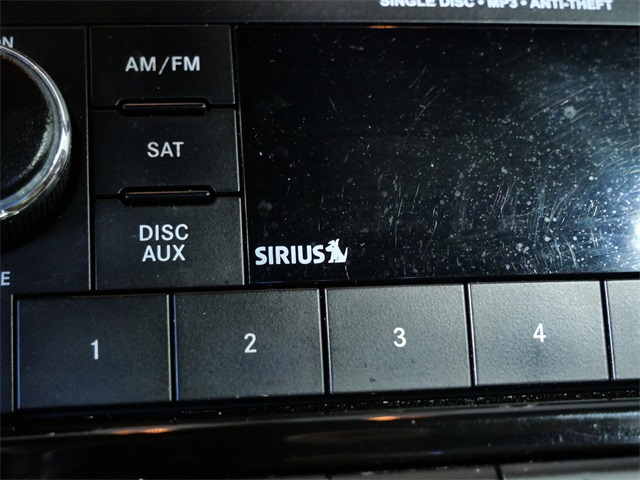 SINGLE DISC • MP3 • ANTI-THEFT
AM/FM
SAT
DISC
AUX
SIRIUS
1
2
3
4